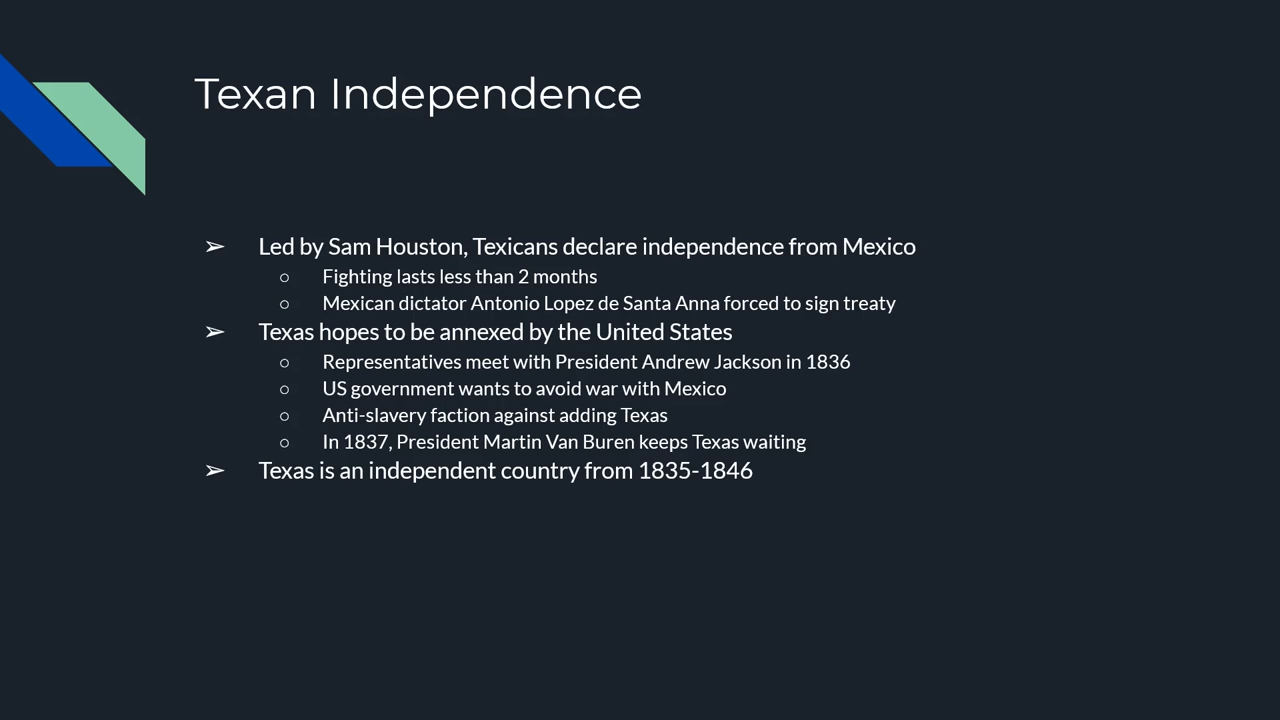 Texan Independence
➢ Led by Sam Houston, Texicans declare independence from Mexico
○ Fighting lasts less than 2 months
○ Mexican dictator Antonio Lopez de Santa Anna forced to sign treaty
➢ Texas hopes to be annexed by the United States
○ Representatives meet with President Andrew Jackson in 1836
○ US government wants to avoid war with Mexico
○ Anti-slavery faction against adding Texas
○ In 1837, President Martin Van Buren keeps Texas waiting
➢ Texas is an independent country from 1835-1846